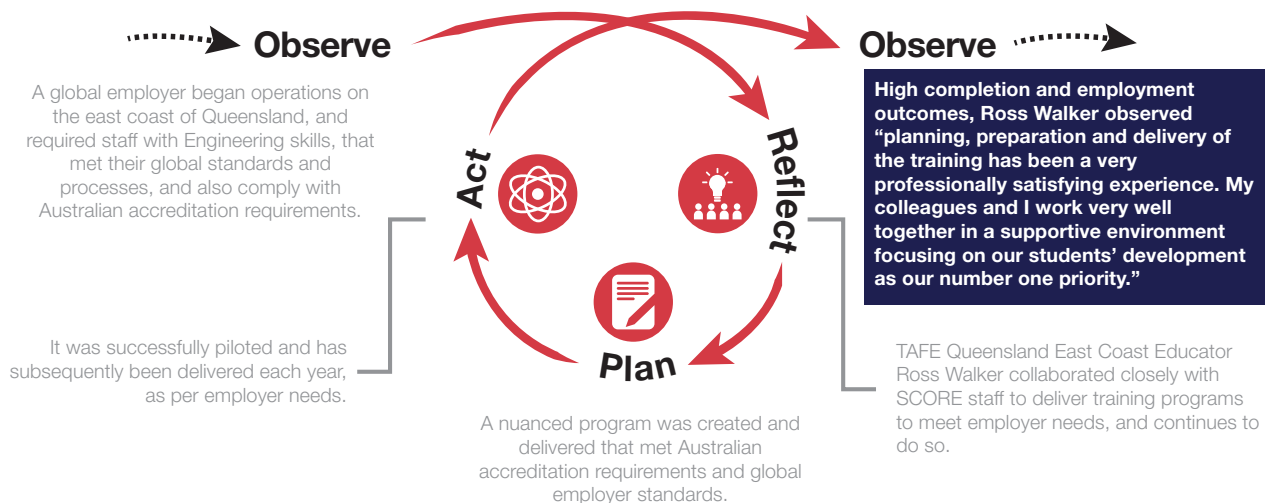 Observe
A global employer began operations on
the east coast of Queensland, and
required staff with Engineering skills, that
met their global standards and
processes, and also comply with
Australian accreditation requirements.
Reflect
TAFE Queensland East Coast Educator
Ross Walker collaborated closely with
SCORE staff to deliver training programs
to meet employer needs, and continues to
do so.
Plan
A nuanced program was created and
delivered that met Australian
accreditation requirements and global
employer standards.
Act
It was successfully piloted and has
subsequently been delivered each year,
as per employer needs.
Observe
High completion and employment
outcomes, Ross Walker observed
“planning, preparation and delivery of
the training has been a very
professionally satisfying experience. My
colleagues and I work very well
together in a supportive environment
focusing on our students’ development
as our number one priority.”